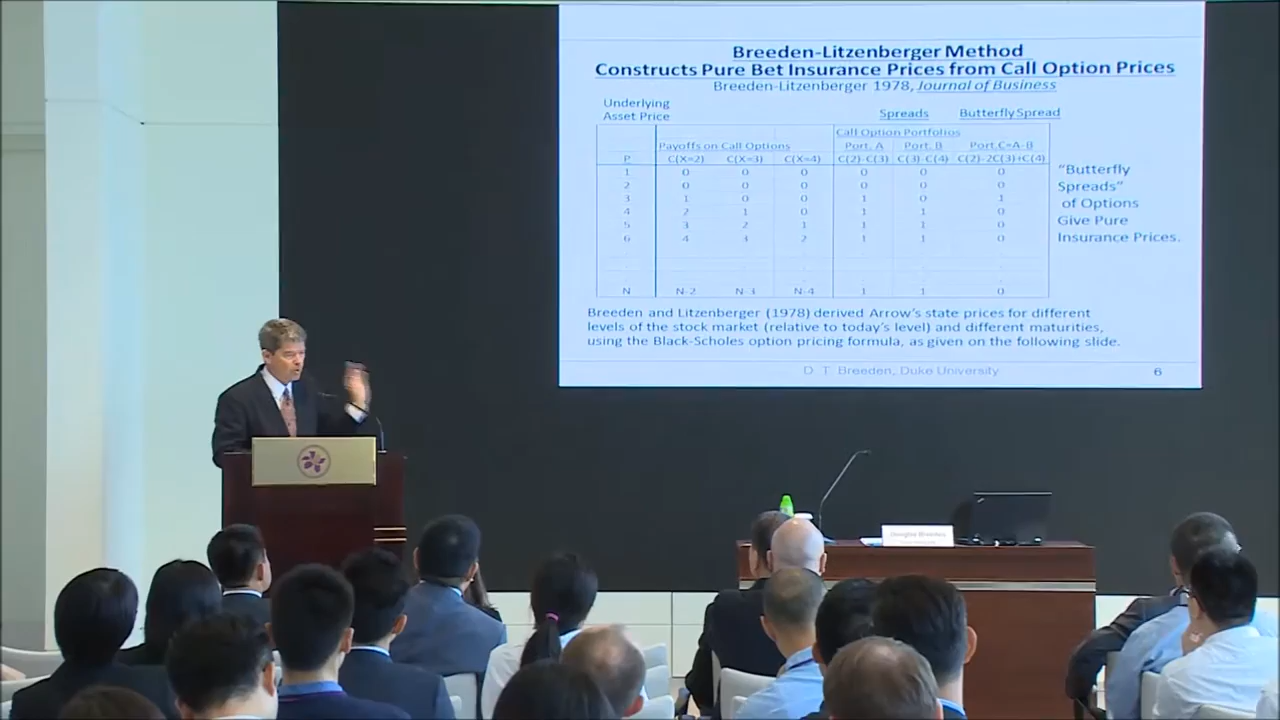 Breeden-Litzenberger Method
Constructs Pure Bet Insurance Prices from Call Option Prices
Breeden-Litzenberger 1978, Journal of Business
Underlying
Asset Price
Spreads Butterfly Spread
Call Option Portfolios
Payoffs on Call Options Port. A Port. B Port.C=A-B
P C(X=2) C(X=3) C(X=4) C(2)-C(3) C(3)-C(4) C(2)-2C(3)+C(4)
1 0 0 0 0 0 0
2 0 0 0 0 0 0
3 1 0 0 1 0 1
4 2 1 0 1 1 0
5 3 2 1 1 1 0
6 4 3 2 1 1 0
N N-2 N-3 N-4 1 1 0
"Butterfly
Spreads"
of Options
Give Pure
Insurance Prices.
Breeden and Litzenberger (1978) derived Arrow's state prices for different
levels of the stock market (relative to today's level) and different maturities,
using the Black-Scholes option pricing formula, as given on the following slide.
D. T. Breeden, Duke University 6
Douglas Breeden